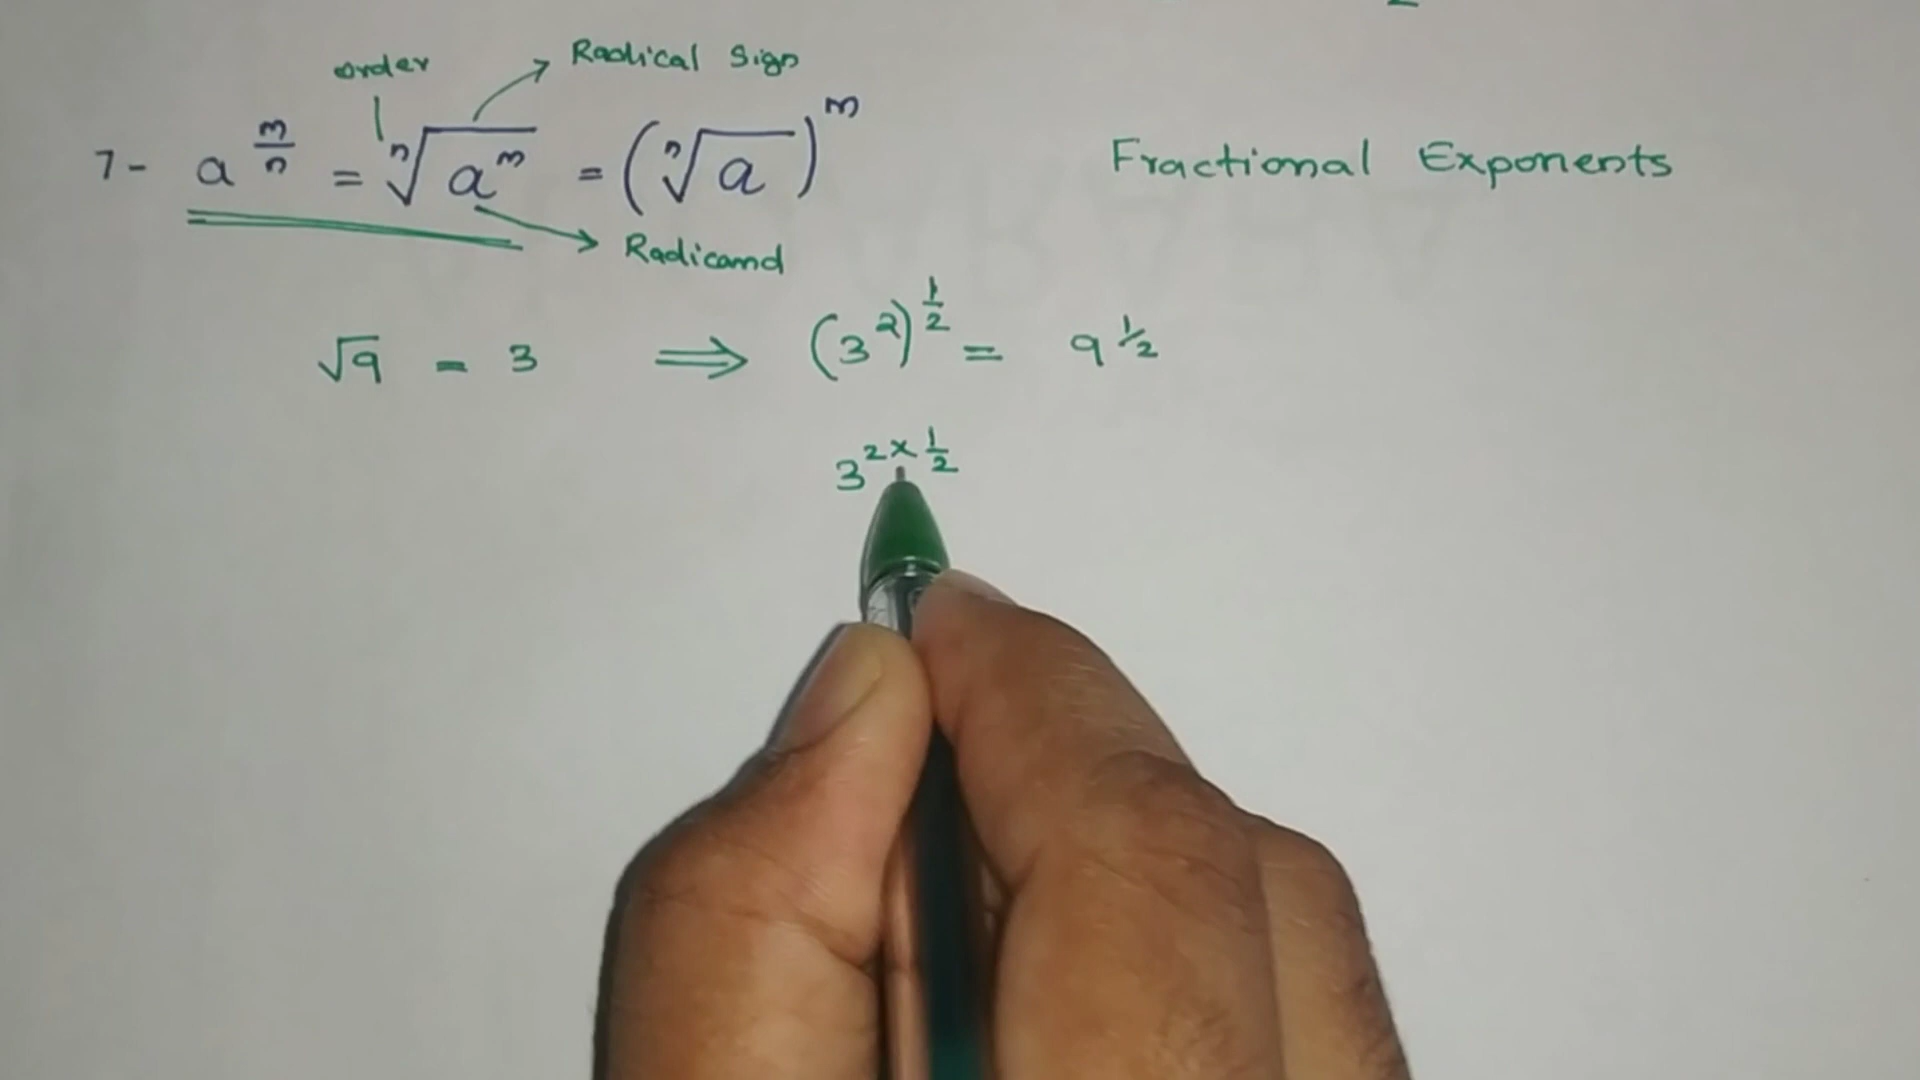 order
Radical Sign
7- a^(m/n) = ⁿ√(a^m) = (ⁿ√a)^m
Fractional Exponents
Radicand
√9 = 3 ⟹ (3²)^(1/2) = 9^(1/2)
3^(2×1/2)